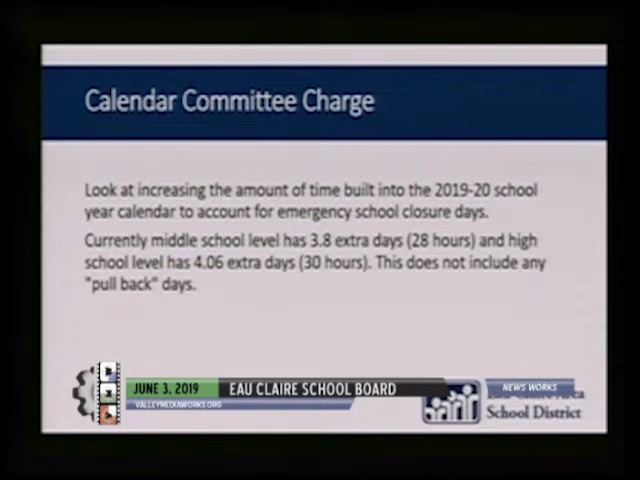 Calendar Committee Charge
Look at increasing the amount of time built into the 2019-20 school
year calendar to account for emergency school closure days.
Currently middle school level has 3.8 extra days (28 hours) and high
school level has 4.06 extra days (30 hours). This does not include any
"pull back" days.
JUNE 3, 2019
EAU CLAIRE SCHOOL BOARD
NEWS WORKS
VALLEYMEDIAWORKS.ORG
School District